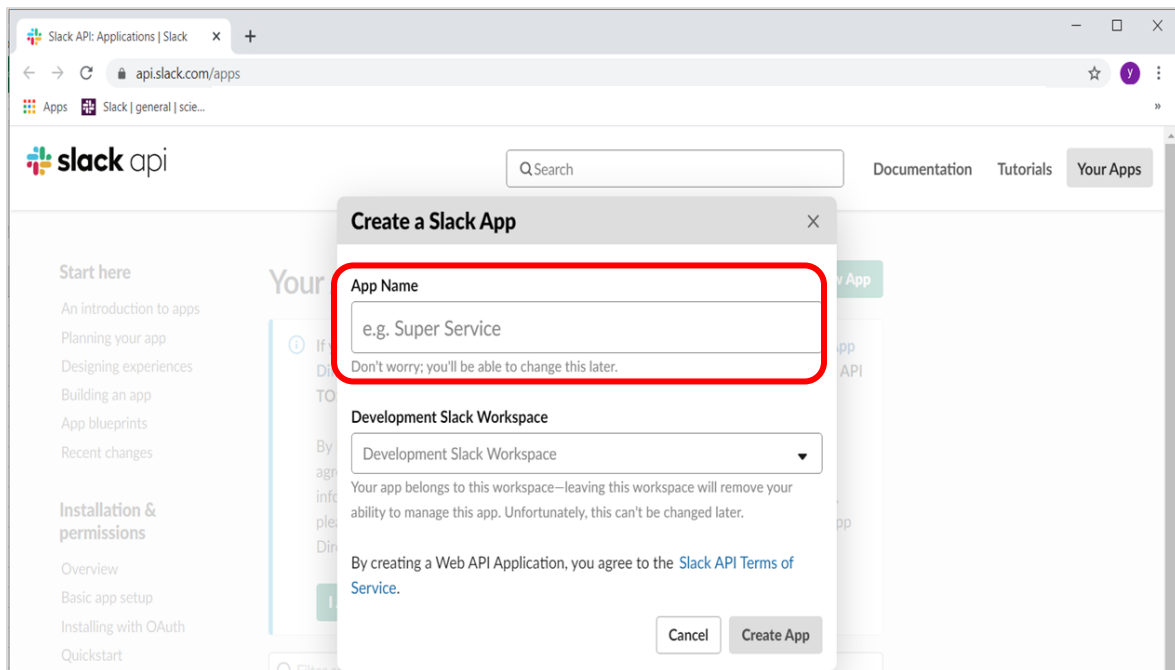 Slack API: Applications | Slack
api.slack.com/apps
y
Apps
Slack | general | scie...
»
slack api
Search
Documentation
Tutorials
Your Apps
Create a Slack App
Start here
An introduction to apps
Planning your app
Designing experiences
Building an app
App blueprints
Recent changes
Installation &
permissions
Overview
Basic app setup
Installing with OAuth
Quickstart
Your
App
App Name
e.g. Super Service
Don't worry; you'll be able to change this later.
API
TO
Development Slack Workspace
Development Slack Workspace
By
Your app belongs to this workspace—leaving this workspace will remove your
ability to manage this app. Unfortunately, this can't be changed later.
By creating a Web API Application, you agree to the Slack API Terms of
Service.
Cancel
Create App